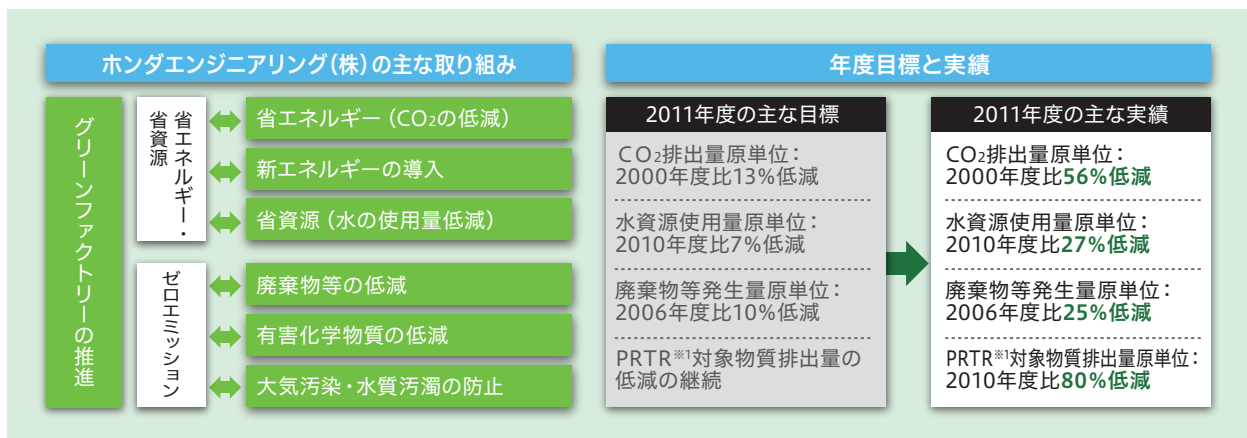 ホンダエンジニアリング（株）の主な取り組み
グリーンファクトリーの推進
省エネルギー・
省資源
省エネルギー（CO2の低減）
新エネルギーの導入
省資源（水の使用量低減）
ゼロエミッション
廃棄物等の低減
有害化学物質の低減
大気汚染・水質汚濁の防止
年度目標と実績
2011年度の主な目標
CO2排出量原単位：
2000年度比13%低減
水資源使用量原単位：
2010年度比7%低減
廃棄物等発生量原単位：
2006年度比10%低減
PRTR※1対象物質排出量の
低減の継続
2011年度の主な実績
CO2排出量原単位：
2000年度比56%低減
水資源使用量原単位：
2010年度比27%低減
廃棄物等発生量原単位：
2006年度比25%低減
PRTR※1対象物質排出量原単位：
2010年度比80%低減